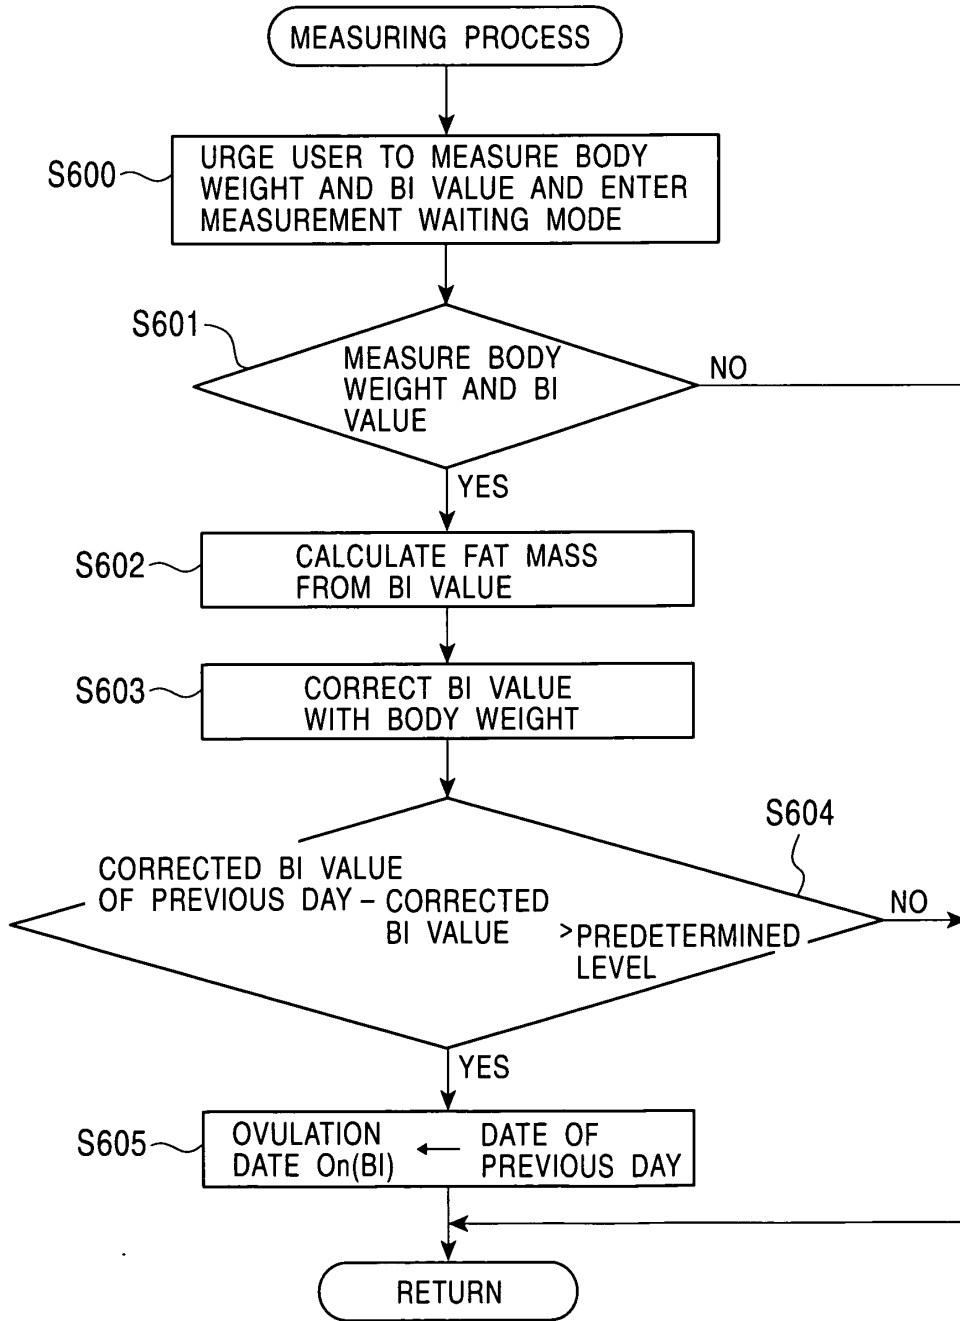 MEASURING PROCESS
S600
URGE USER TO MEASURE BODY
WEIGHT AND BI VALUE AND ENTER
MEASUREMENT WAITING MODE
S601
MEASURE BODY
WEIGHT AND BI
VALUE
NO
YES
S602
CALCULATE FAT MASS
FROM BI VALUE
S603
CORRECT BI VALUE
WITH BODY WEIGHT
S604
CORRECTED BI VALUE
OF PREVIOUS DAY – CORRECTED
BI VALUE
> PREDETERMINED
LEVEL
NO
YES
S605
OVULATION
DATE On(BI)
←
DATE OF
PREVIOUS DAY
RETURN